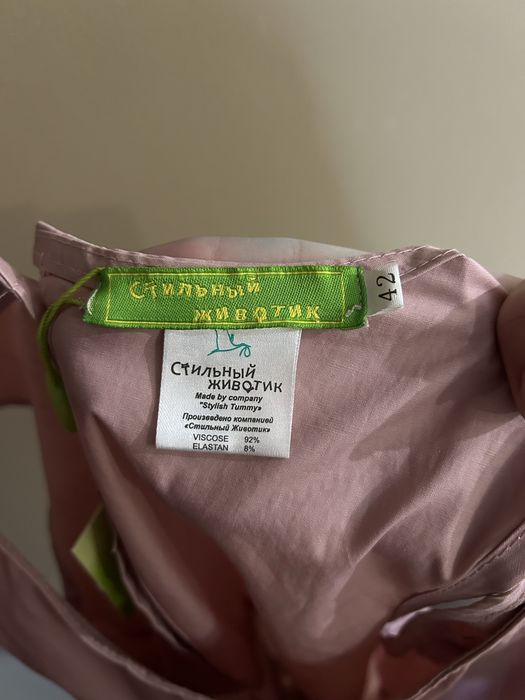 Стильный
животик
42
Стильный
животик
Made by company
"Stylish Tummy»
Произведено компанией
«Стильный Животик»
VISCOSE 92%
ELASTAN 8%